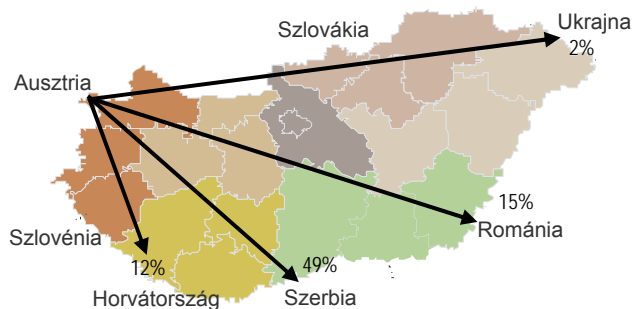 Ukrajna
2%
Szlovákia
Ausztria
15%
Románia
Szlovénia
12%
49%
Horvátország
Szerbia